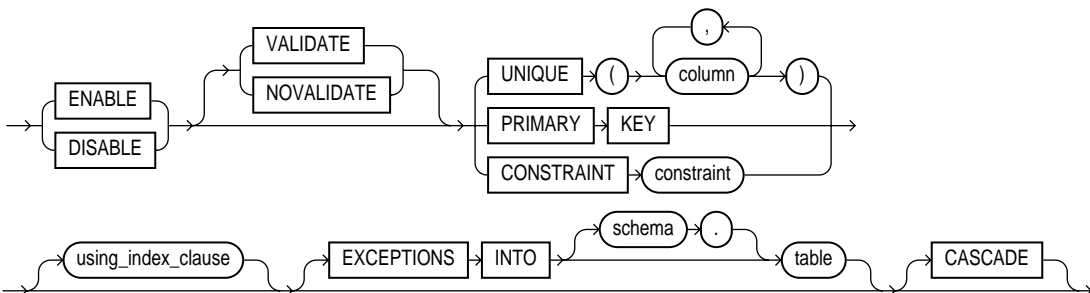 ENABLE
DISABLE
VALIDATE
NOVALIDATE
UNIQUE ( column , )
PRIMARY KEY
CONSTRAINT constraint
using_index_clause
EXCEPTIONS INTO schema . table
CASCADE